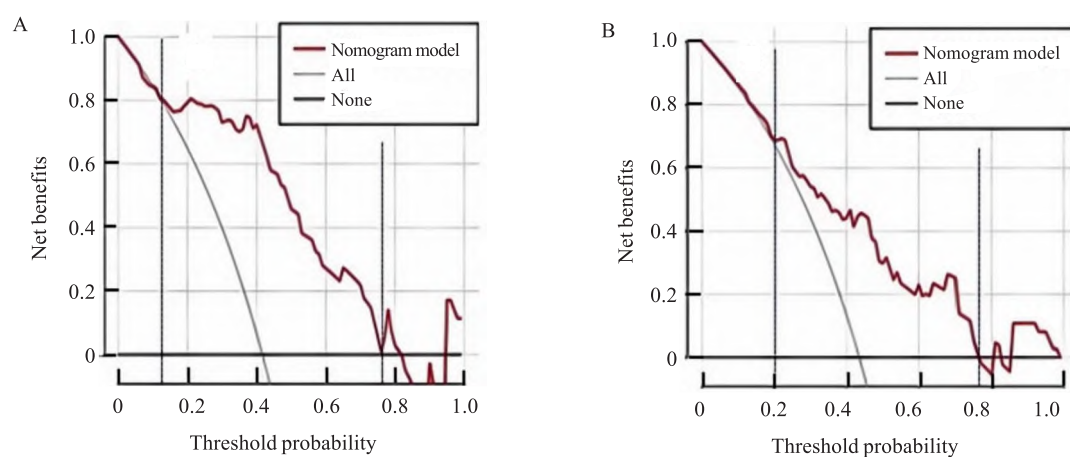 A
Nomogram model
All
None
1.0
0.8
0.6
0.4
0.2
0
Net benefits
0 0.2 0.4 0.6 0.8 1.0
Threshold probability
B
Nomogram model
All
None
1.0
0.8
0.6
0.4
0.2
0
Net benefits
0 0.2 0.4 0.6 0.8 1.0
Threshold probability